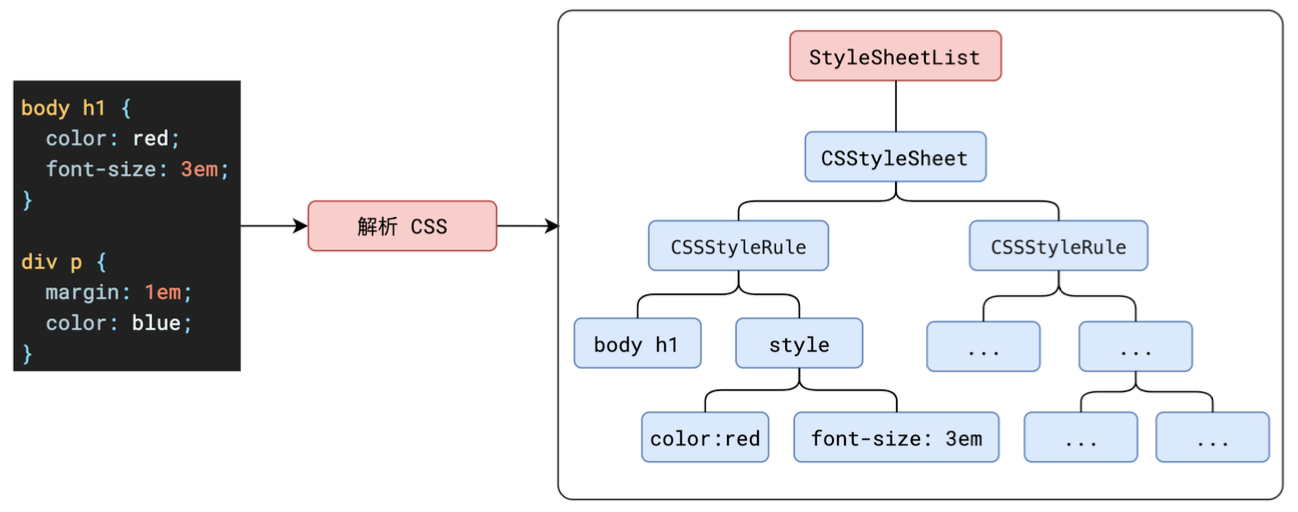 body h1 {
  color: red;
  font-size: 3em;
}
div p {
  margin: 1em;
  color: blue;
}
解析 CSS
StyleSheetList
CSStyleSheet
CSSStyleRule
CSSStyleRule
body h1
style
...
...
color:red
font-size: 3em
...
...